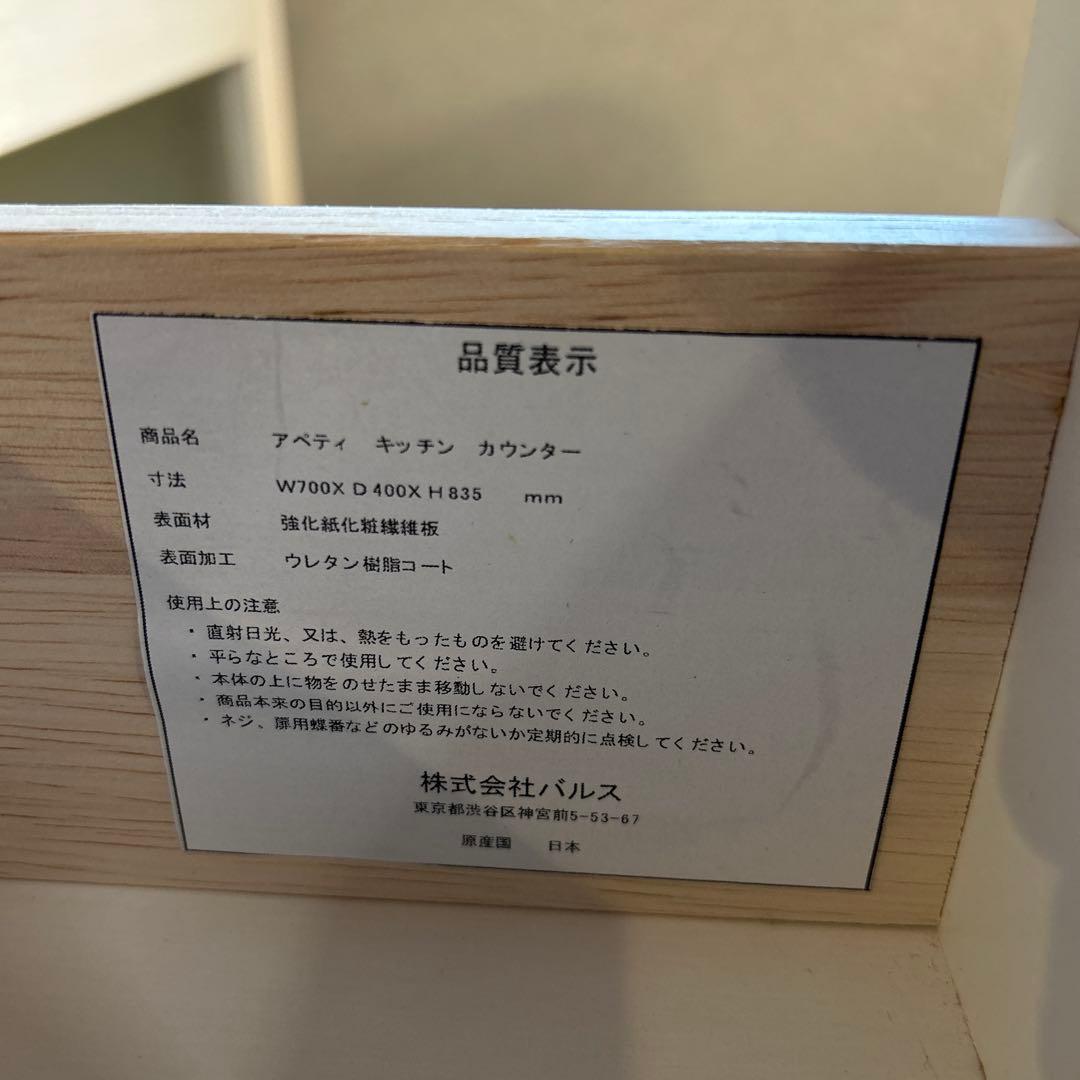 品質表示
商品名 アペティ キッチン カウンター
寸法 W700X D 400X H 835 mm
表面材 強化紙化粧繊維板
表面加工 ウレタン樹脂コート
使用上の注意
・直射日光、又は、熱をもったものを避けてください。
・平らなところで使用してください。
・本体の上に物をのせたまま移動しないでください。
・商品本来の目的以外にご使用にならないでください。
・ネジ、扉用蝶番などのゆるみがないか定期的に点検してください。
株式会社バルス
東京都渋谷区神宮前5-53-67
原産国 日本